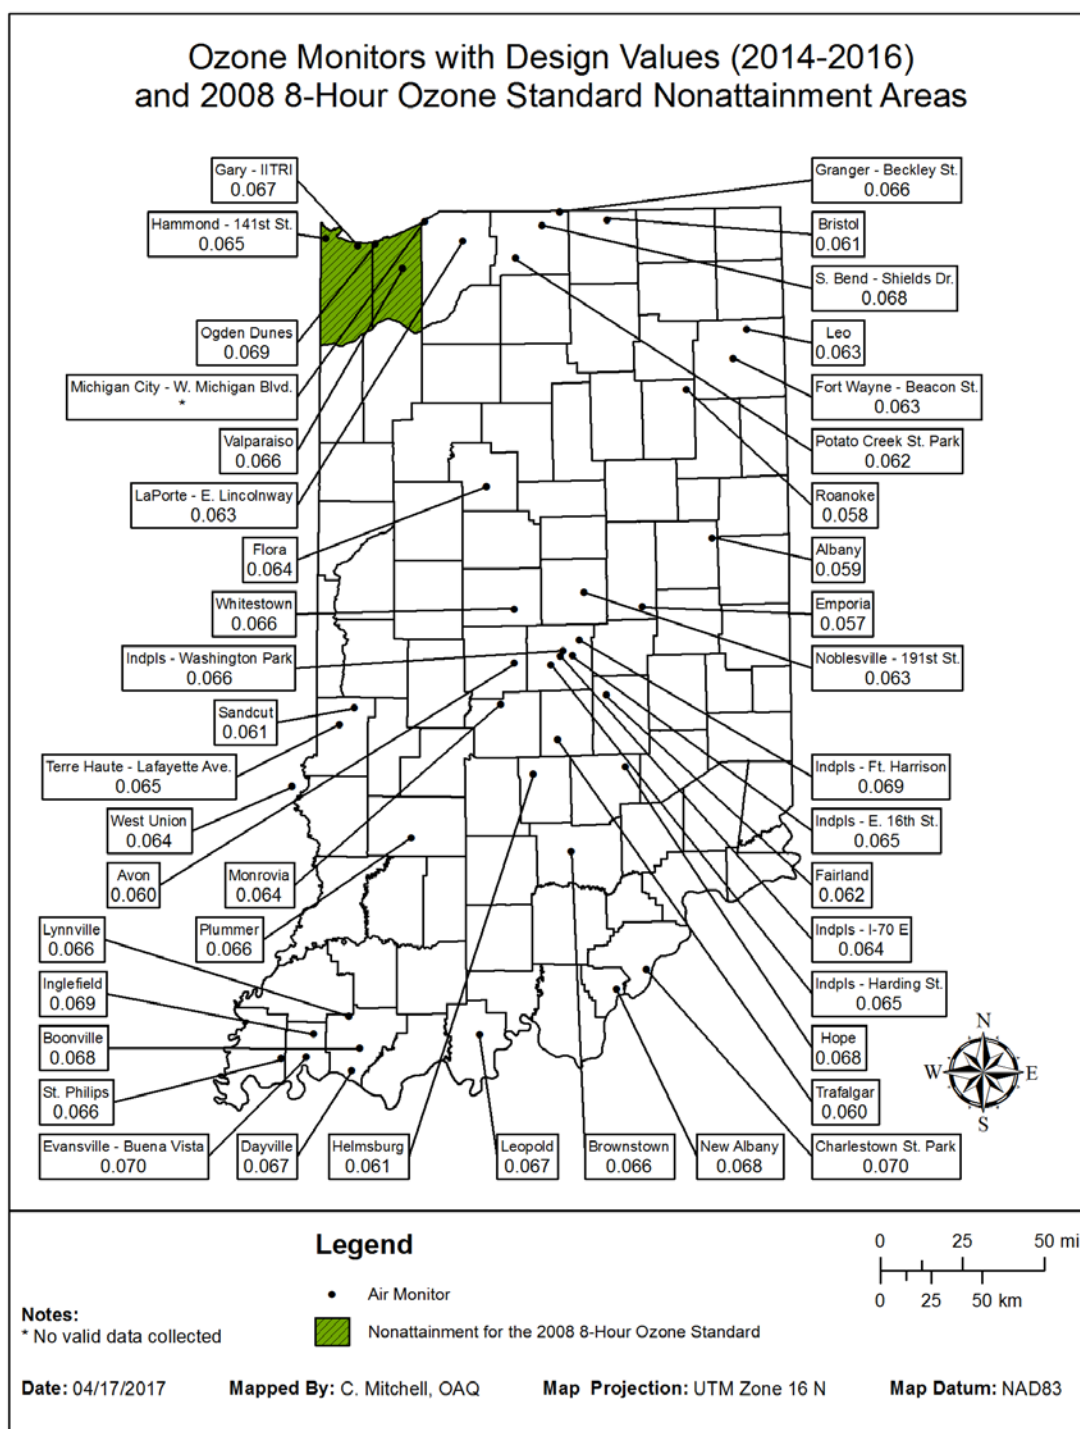 Ozone Monitors with Design Values (2014-2016)
and 2008 8-Hour Ozone Standard Nonattainment Areas
Gary - IITRI
0.067
Hammond - 141st St.
0.065
Ogden Dunes
0.069
Michigan City - W. Michigan Blvd.
*
Valparaiso
0.066
LaPorte - E. Lincolnway
0.063
Flora
0.064
Whitestown
0.066
Indpls - Washington Park
0.066
Sandcut
0.061
Terre Haute - Lafayette Ave.
0.065
West Union
0.064
Avon
0.060
Monrovia
0.064
Lynnville
0.066
Plummer
0.066
Inglefield
0.069
Boonville
0.068
St. Philips
0.066
Evansville - Buena Vista
0.070
Dayville
0.067
Helmsburg
0.061
Leopold
0.067
Brownstown
0.066
New Albany
0.068
Granger - Beckley St.
0.066
Bristol
0.061
S. Bend - Shields Dr.
0.068
Leo
0.063
Fort Wayne - Beacon St.
0.063
Potato Creek St. Park
0.062
Roanoke
0.058
Albany
0.059
Emporia
0.057
Noblesville - 191st St.
0.063
Indpls - Ft. Harrison
0.069
Indpls - E. 16th St.
0.065
Fairland
0.062
Indpls - I-70 E
0.064
Indpls - Harding St.
0.065
Hope
0.068
Trafalgar
0.060
Charlestown St. Park
0.070
N
W E
S
Legend
Air Monitor
Nonattainment for the 2008 8-Hour Ozone Standard
0 25 50 mi
0 25 50 km
Notes:
* No valid data collected
Date: 04/17/2017 Mapped By: C. Mitchell, OAQ Map Projection: UTM Zone 16 N Map Datum: NAD83